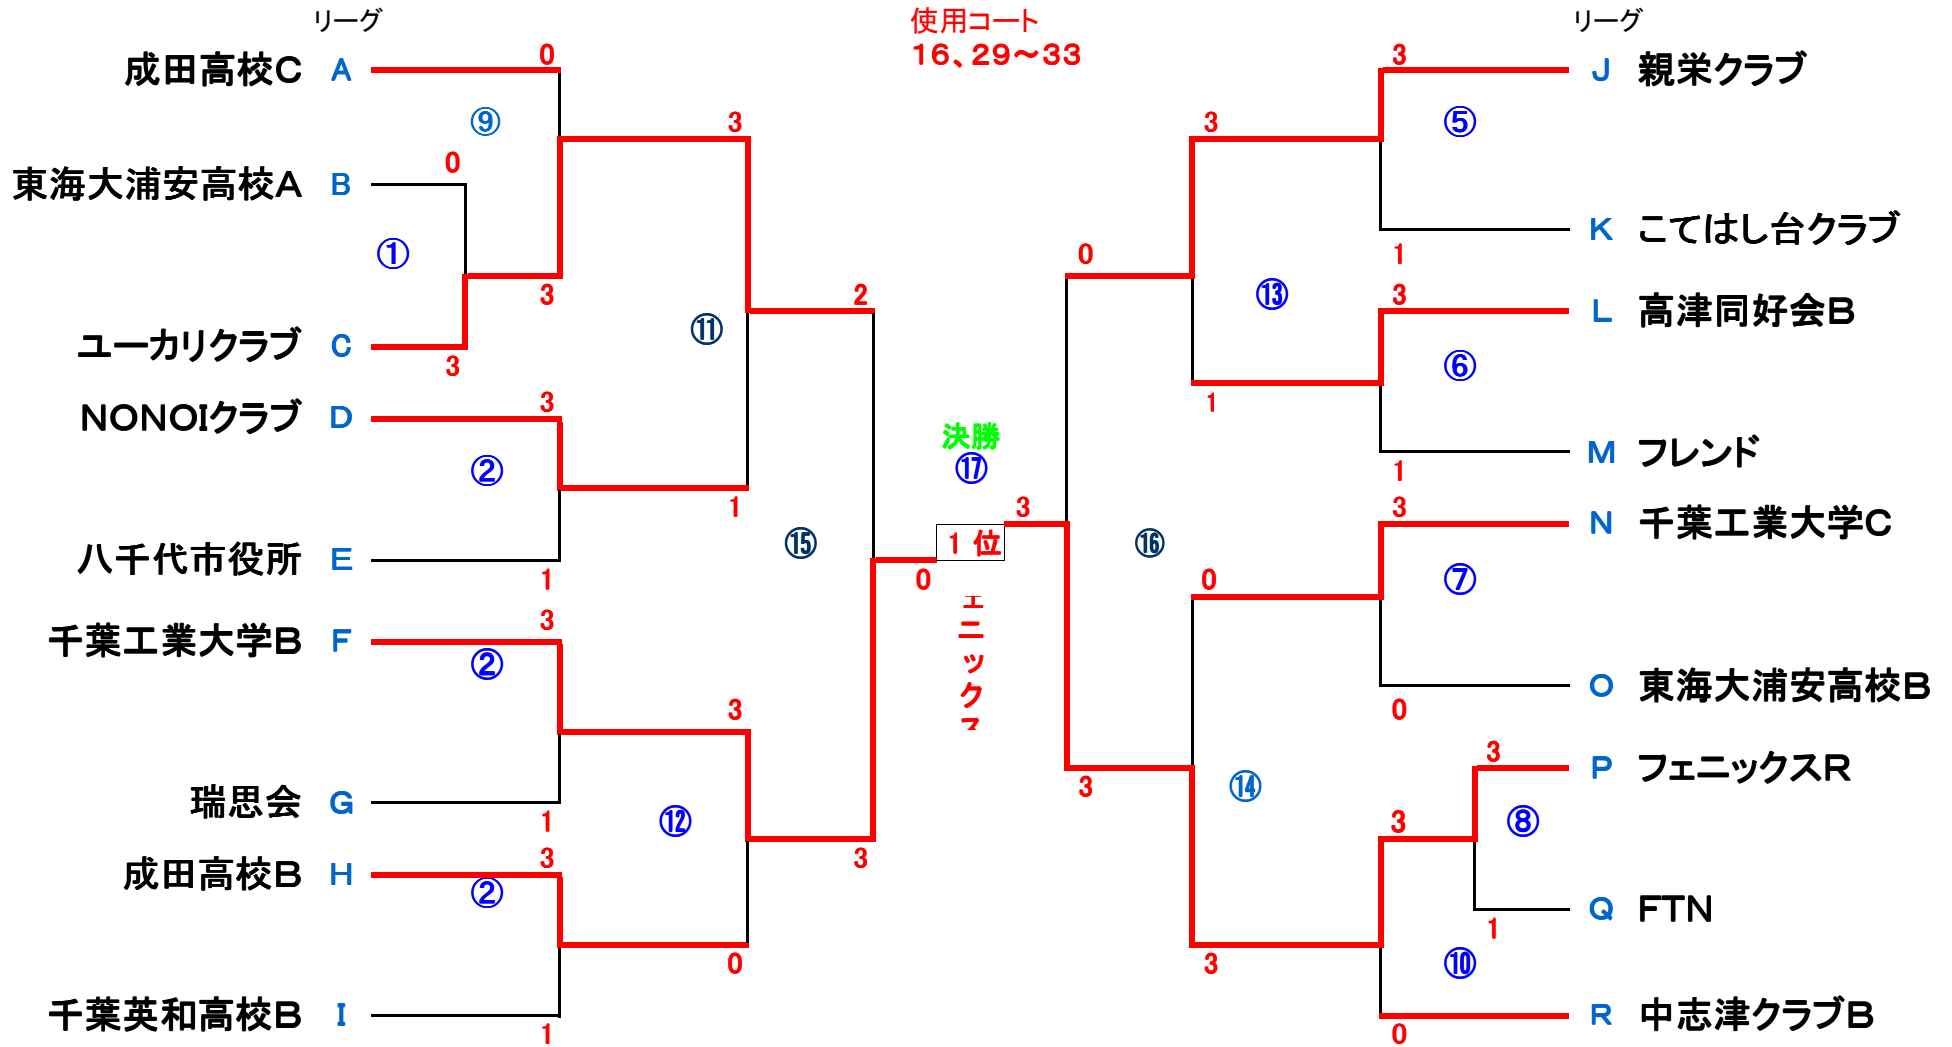 リーグ
使用コート
16、29～33
リーグ
成田高校C A 0
⑨
東海大浦安高校A B 0
①
3
ユーカリクラブ C 3
NONOIクラブ D 3
②
八千代市役所 E 1
千葉工業大学B F 3
②
瑞思会 G 1
成田高校B H 3
②
千葉英和高校B I 1
3
⑪
1
3
⑫
0
2
⑮
3
決勝
⑰
1 位
0
3
ェニックス
0
⑯
3
3
⑬
1
0
⑭
3
3 J 親栄クラブ
⑤
1 K こてはし台クラブ
3 L 高津同好会B
⑥
1 M フレンド
3 N 千葉工業大学C
⑦
0 O 東海大浦安高校B
3 P フェニックスR
3
⑧
1 Q FTN
⑩
0 R 中志津クラブB